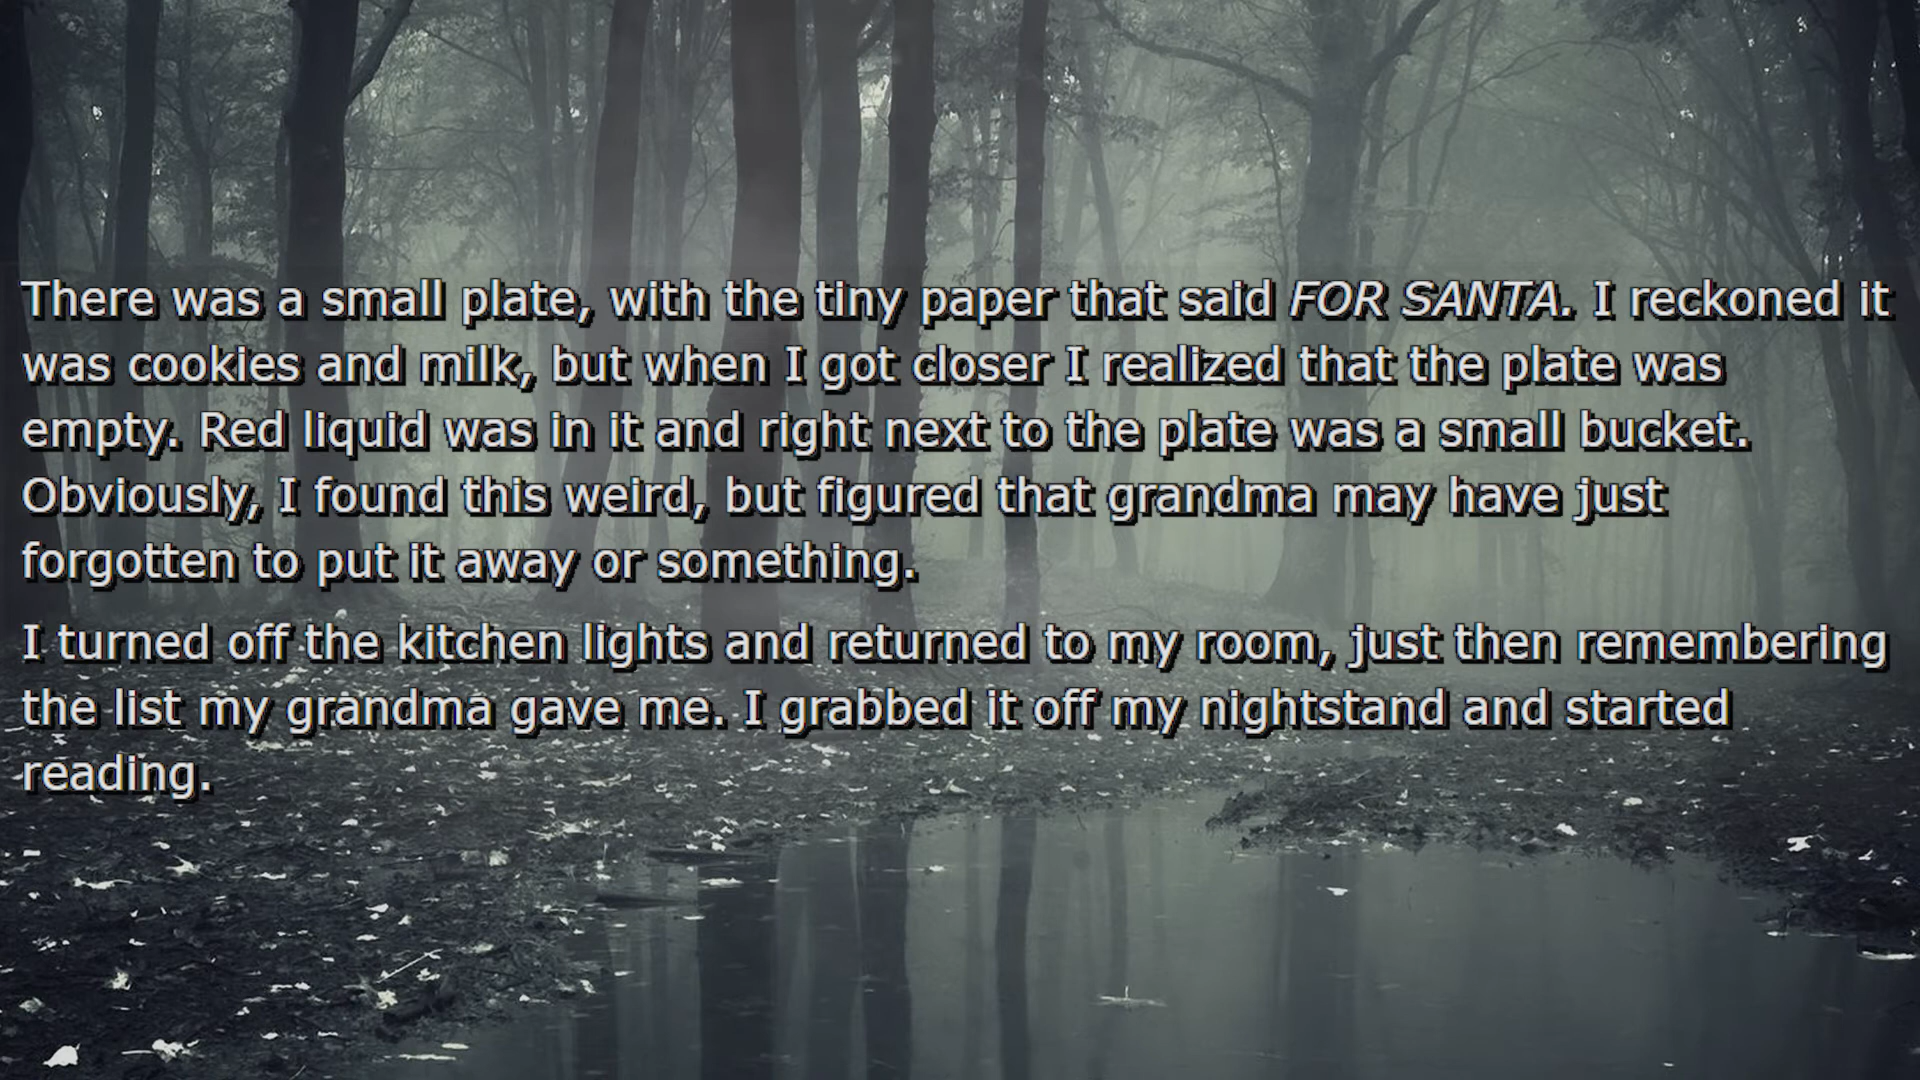 There was a small plate, with the tiny paper that said FOR SANTA. I reckoned it
was cookies and milk, but when I got closer I realized that the plate was
empty. Red liquid was in it and right next to the plate was a small bucket.
Obviously, I found this weird, but figured that grandma may have just
forgotten to put it away or something.
I turned off the kitchen lights and returned to my room, just then remembering
the list my grandma gave me. I grabbed it off my nightstand and started
reading.